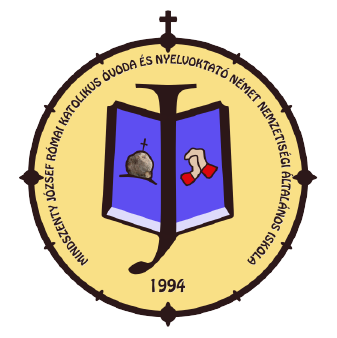 MINDSZENTY JÓZSEF RÓMAI KATOLIKUS ÓVODA ÉS NYELVOKTATÓ NÉMET NEMZETISÉGI ÁLTALÁNOS ISKOLA
J
1994